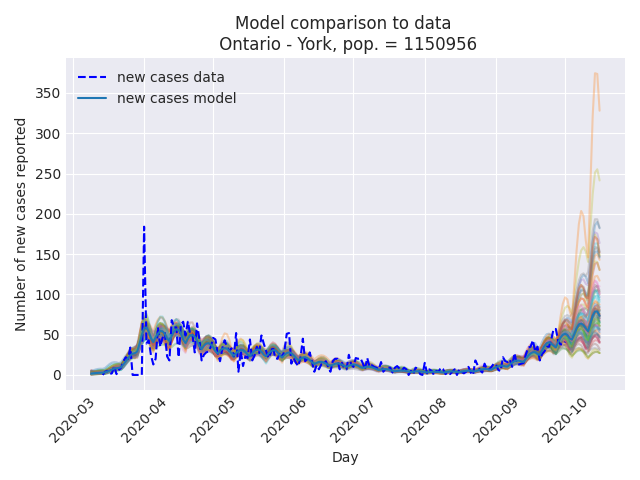 Model comparison to data
Ontario - York, pop. = 1150956
new cases data
new cases model
Number of new cases reported
350
300
250
200
150
100
50
0
2020-03
2020-04
2020-05
2020-06
2020-07
2020-08
2020-09
2020-10
Day